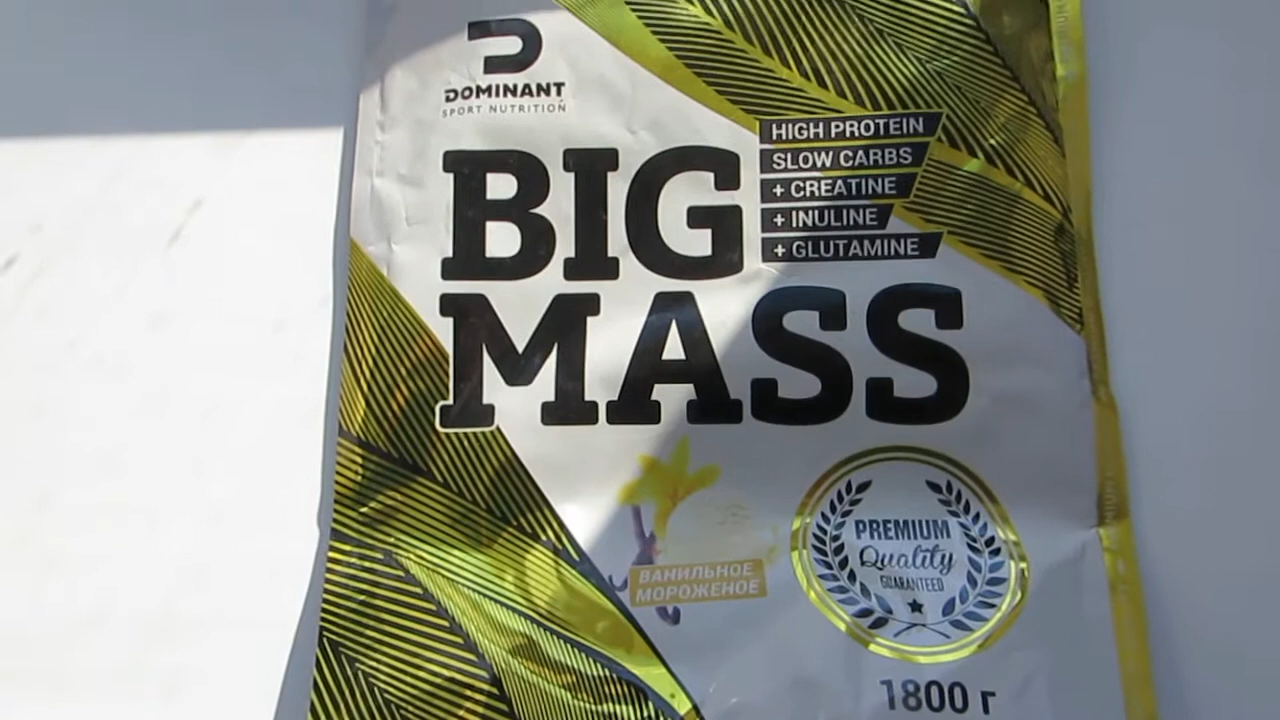 DOMINANT
SPORT NUTRITION
HIGH PROTEIN
SLOW CARBS
+ CREATINE
+ INULINE
+ GLUTAMINE
BIG
MASS
ВАНИЛЬНОЕ
МОРОЖЕНОЕ
PREMIUM
Quality
GUARANTEED
1800 г